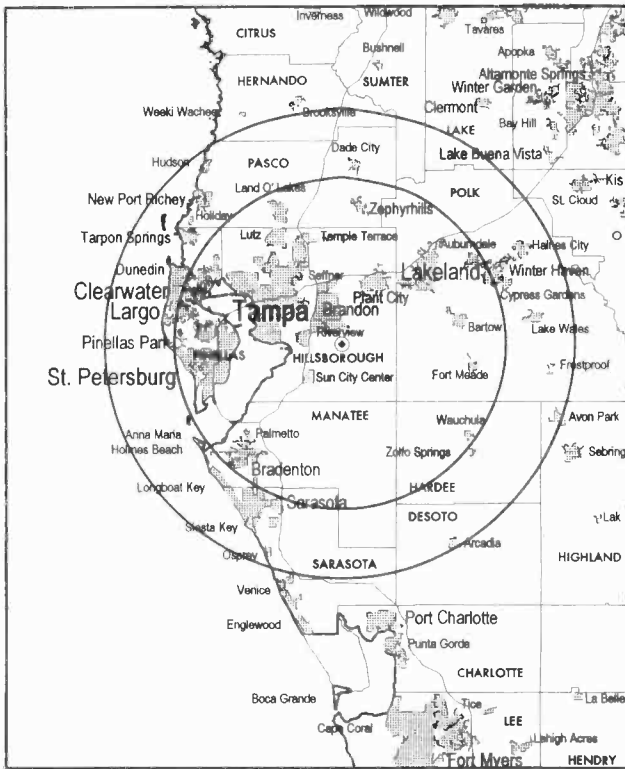 Inverness
Wildwood
CITRUS
Tavares
Bushnell
Apopka
HERNANDO
SUMTER
Altamonte Springs
Winter Garden
Weeki Wachee
Brooksville
Clermont
LAKE
Bay Hill
Dade City
Lake Buena Vista
Hudson
PASCO
Land O' Lakes
POLK
Kis
New Port Richey
Holiday
Zephyrhills
St. Cloud
Tarpon Springs
Lutz
Temple Terrace
Auburndale
Haines City
Dunedin
Seffner
Lakeland
Winter Haven
Clearwater
Plant City
Cypress Gardens
Largo
Tampa
Brandon
Bartow
Lake Wales
Pinellas Park
Riverview
PINELLAS
HILLSBOROUGH
St. Petersburg
Sun City Center
Fort Meade
Frostproof
MANATEE
Avon Park
Wauchula
Anna Maria
Palmetto
Holmes Beach
Zolfo Springs
Sebring
Bradenton
Longboat Key
HARDEE
Sarasota
DESOTO
Siesta Key
Lak
Osprey
Arcadia
SARASOTA
HIGHLAND
Venice
Englewood
Port Charlotte
Punta Gorde
CHARLOTTE
Boca Grande
Tice
La Belle
Cape Coral
LEE
Lehigh Acres
Fort Myers
HENDRY